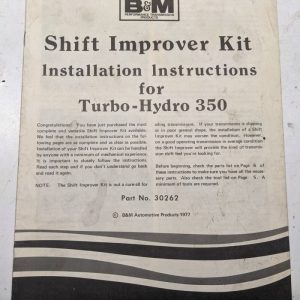 B&M
PERFORMANCE TRANSMISSION
PRODUCTS
Shift Improver Kit
Installation Instructions
for
Turbo-Hydro 350
Congratulations! You have just purchased the most
complete and versatile Shift Improver Kit available.
We feel that the installation instructions on the fol-
lowing pages are as complete and as clear as possible.
Installation of your Shift Improver Kit can be handled
by anyone with a minimum of mechanical experience.
It is important to closely follow the instructions.
Read each step and if you don't understand go back
and read it again.
NOTE: The Shift Improver Kit is not a cure-all for
ailing transmissions. If your transmission is slipping
or in poor general shape, the installation of a Shift
Improver Kit may worsen the condition. However,
on a good operating transmission in average condition
the Shift Improver will provide the kind of transmis-
sion shift feel you're looking for.
Before beginning, check the parts list on Page 6 of
these instructions to make sure you have all the neces-
sary parts. Also check the tool list on Page 5. A
minimum of tools are required.
Part No. 30262
© B&M Automotive Products 1977